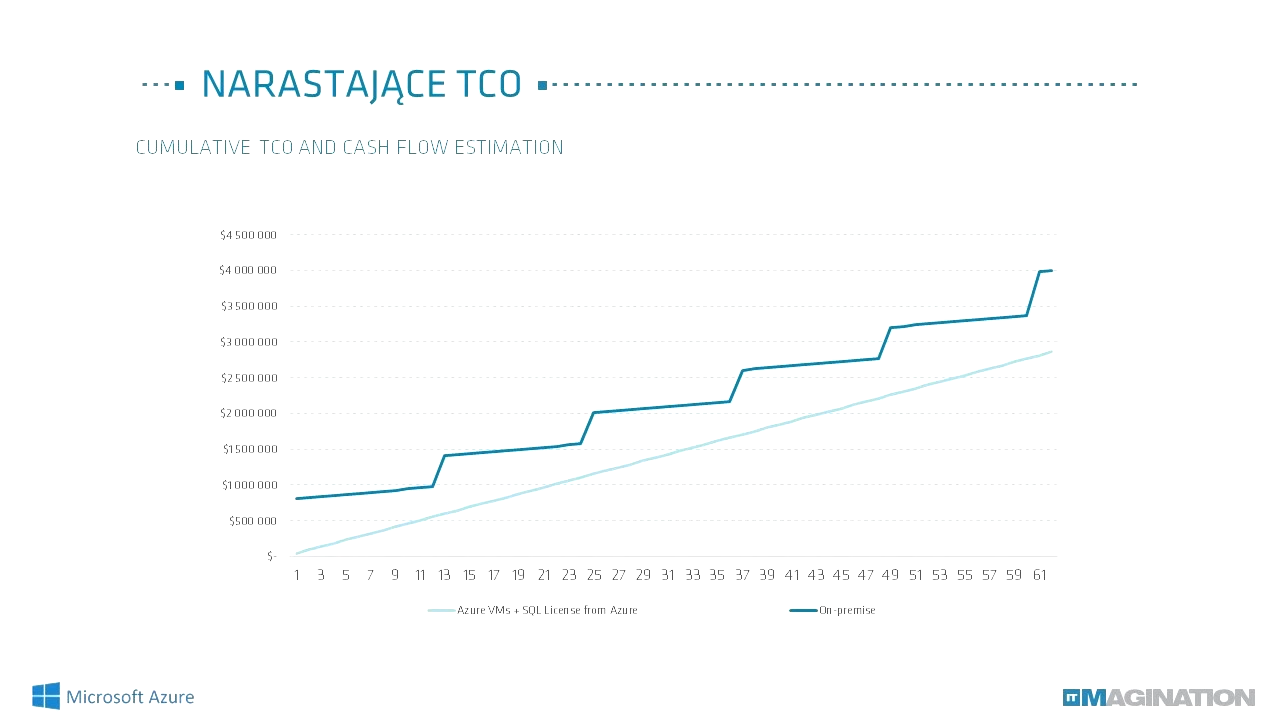 NARASTAJĄCE TCO
CUMULATIVE TCO AND CASH FLOW ESTIMATION
$4 500 000
$4 000 000
$3 500 000
$3 000 000
$2 500 000
$2 000 000
$1 500 000
$1 000 000
$500 000
$-
1 3 5 7 9 11 13 15 17 19 21 23 25 27 29 31 33 35 37 39 41 43 45 47 49 51 53 55 57 59 61
Azure VMs + SQL License from Azure On-premise
Microsoft Azure ITMAGINATION